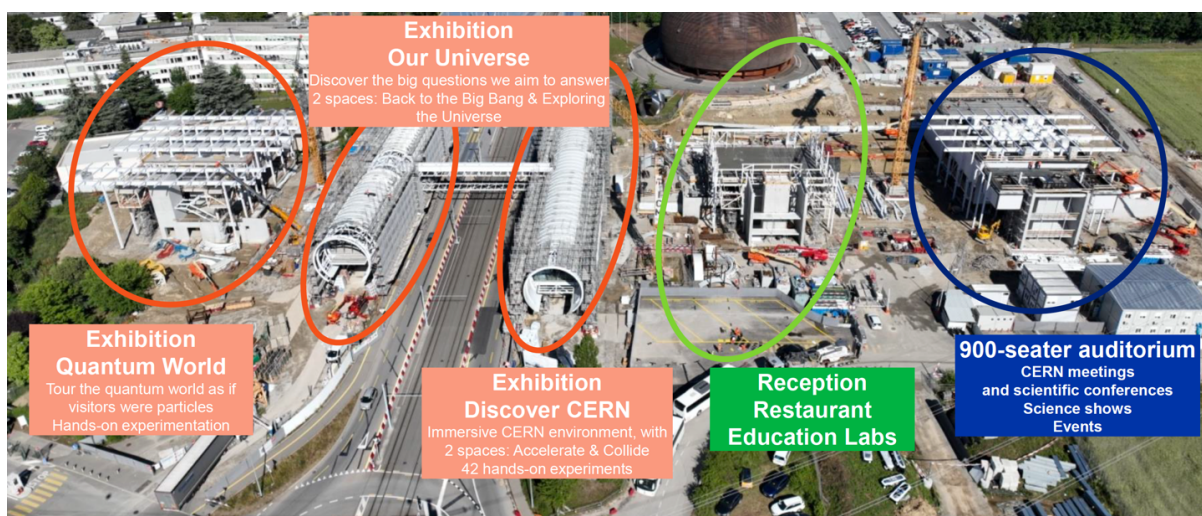 Exhibition
Our Universe
Discover the big questions we aim to answer
2 spaces: Back to the Big Bang & Exploring
the Universe
Exhibition
Quantum World
Tour the quantum world as if
visitors were particles
Hands-on experimentation
Exhibition
Discover CERN
Immersive CERN environment, with
2 spaces: Accelerate & Collide
42 hands-on experiments
Reception
Restaurant
Education Labs
900-seater auditorium
CERN meetings
and scientific conferences
Science shows
Events